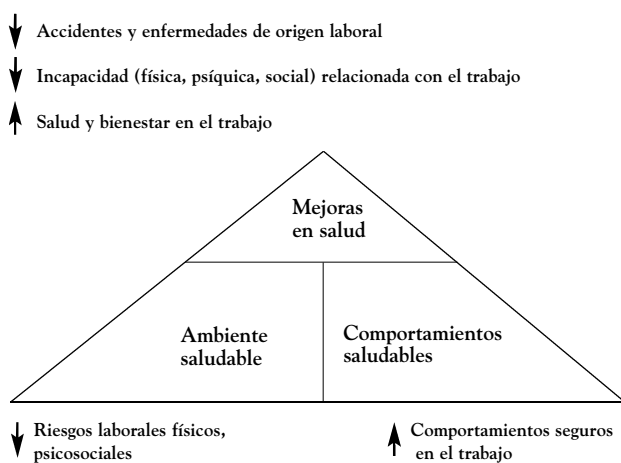 Accidentes y enfermedades de origen laboral
Incapacidad (física, psíquica, social) relacionada con el trabajo
Salud y bienestar en el trabajo
Mejoras
en salud
Ambiente
saludable
Comportamientos
saludables
Riesgos laborales físicos,
psicosociales
Comportamientos seguros
en el trabajo